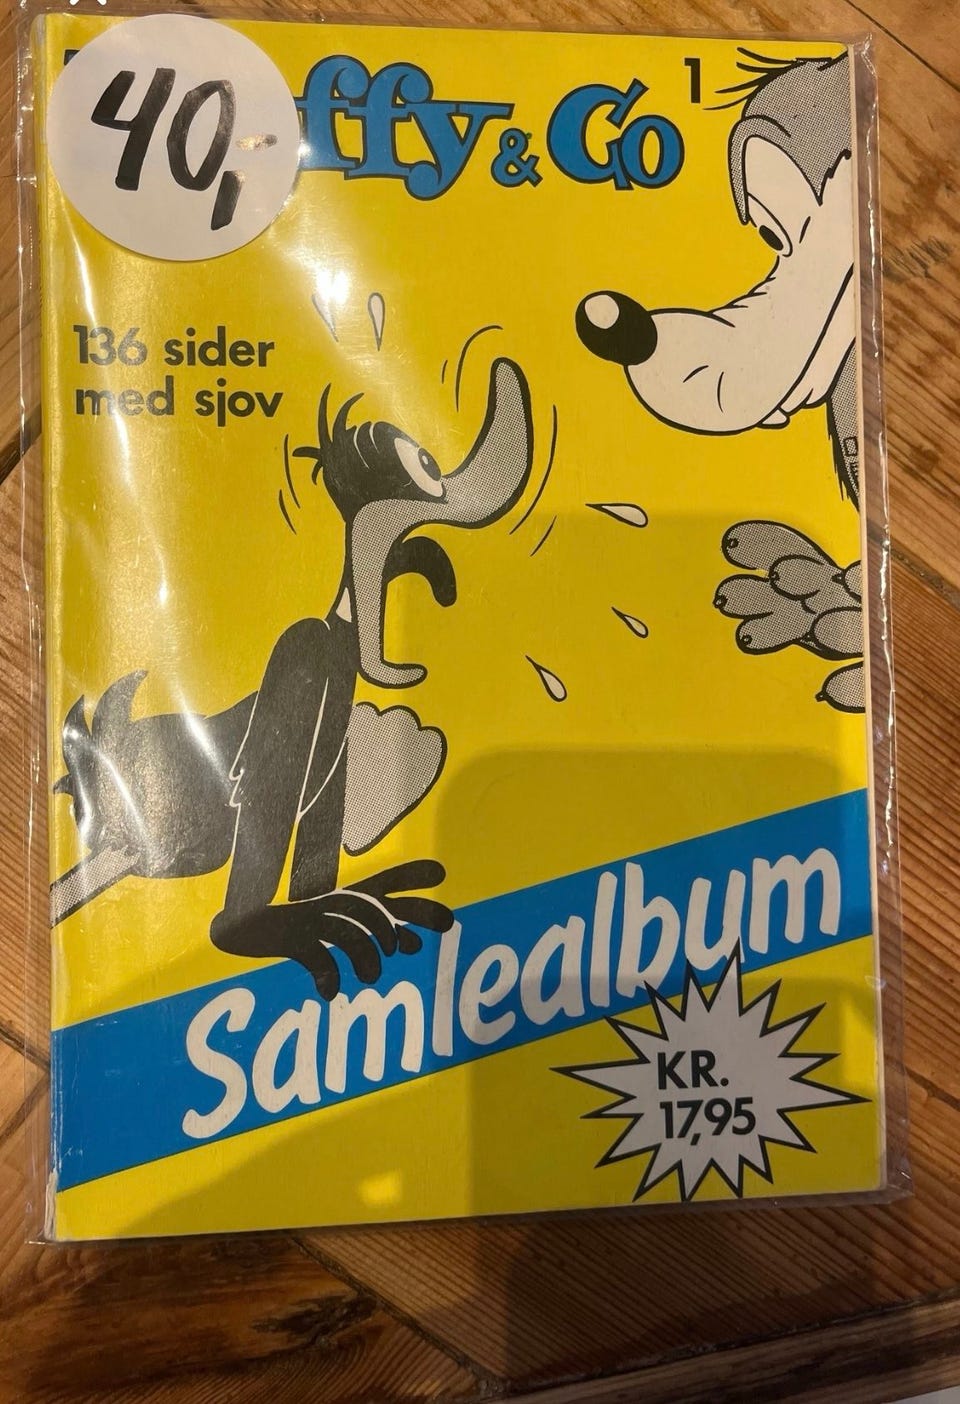 40,-
ffy & Co
1
136 sider
med sjov
Samlealbum
KR.
17,95